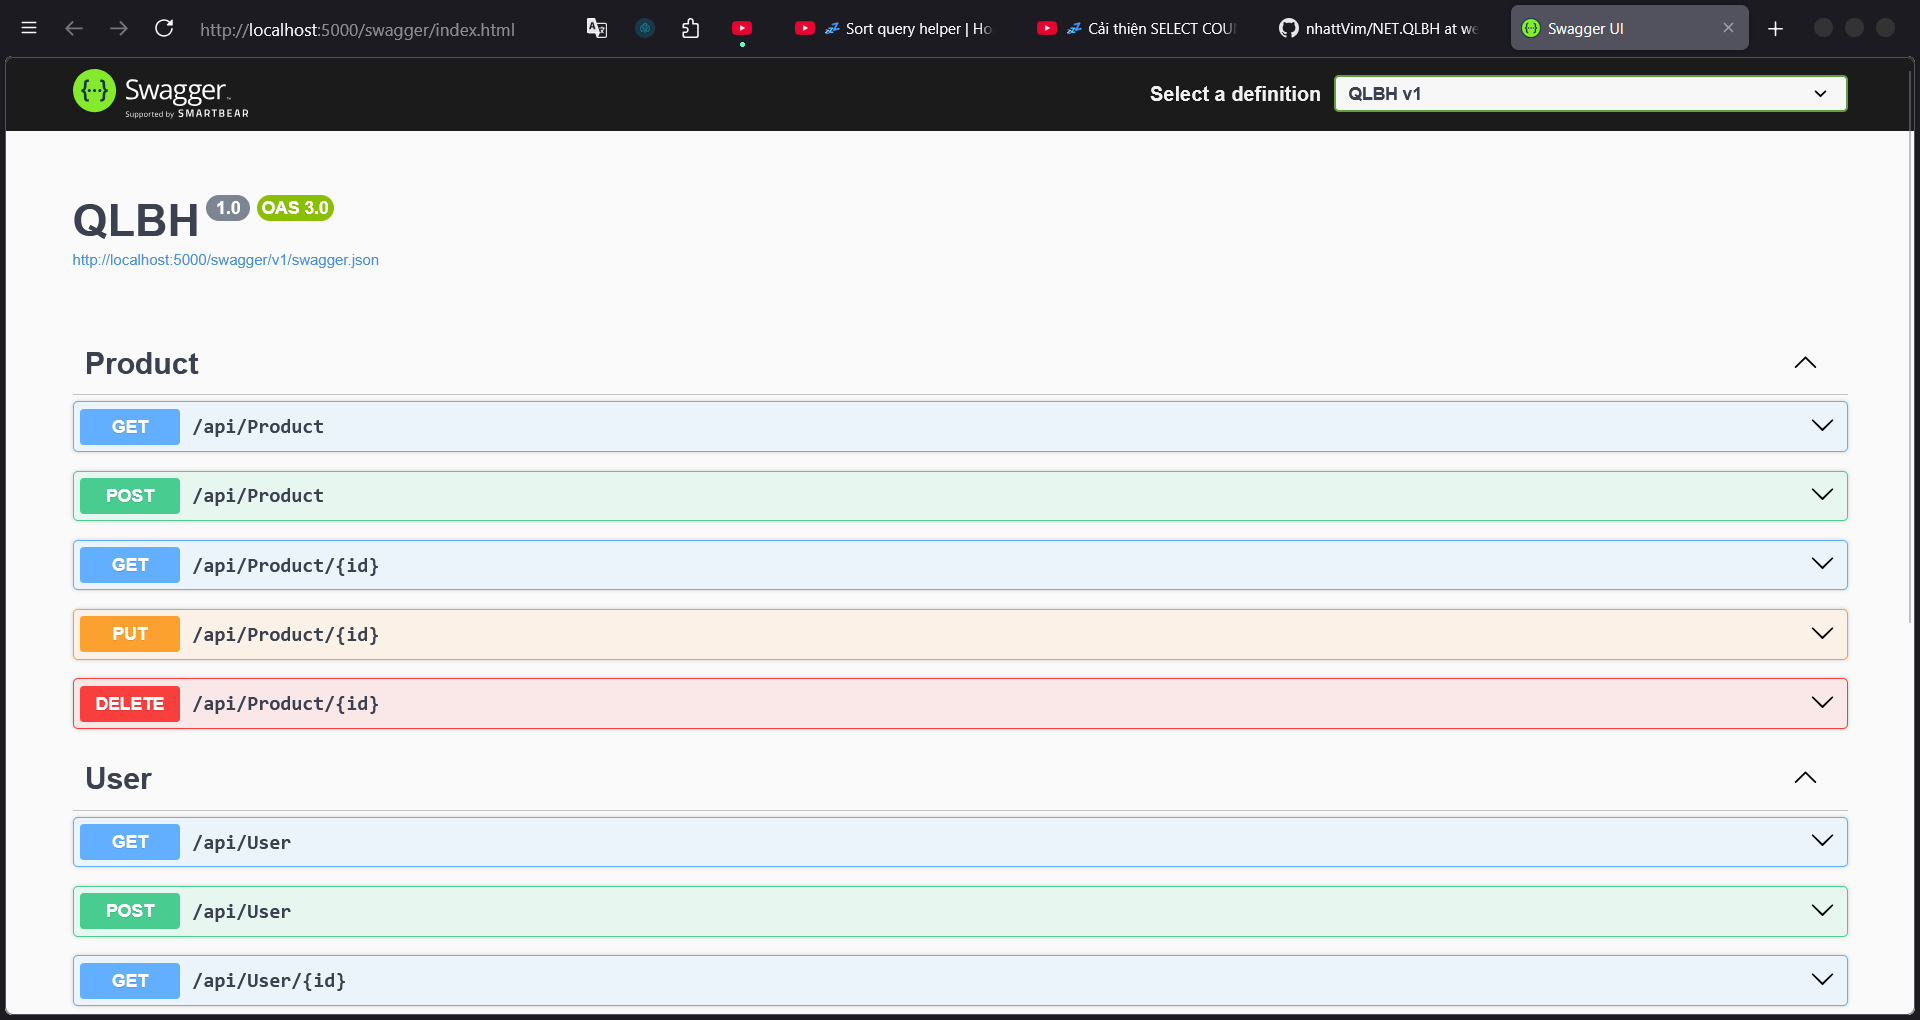 http://localhost:5000/swagger/index.html
Sort query helper | Ho
Cải thiện SELECT COU
nhattVim/NET.QLBH at we
Swagger UI
Swagger
Supported by SMARTBEAR
Select a definition
QLBH v1
QLBH 1.0 OAS 3.0
http://localhost:5000/swagger/v1/swagger.json
Product
GET /api/Product
POST /api/Product
GET /api/Product/{id}
PUT /api/Product/{id}
DELETE /api/Product/{id}
User
GET /api/User
POST /api/User
GET /api/User/{id}